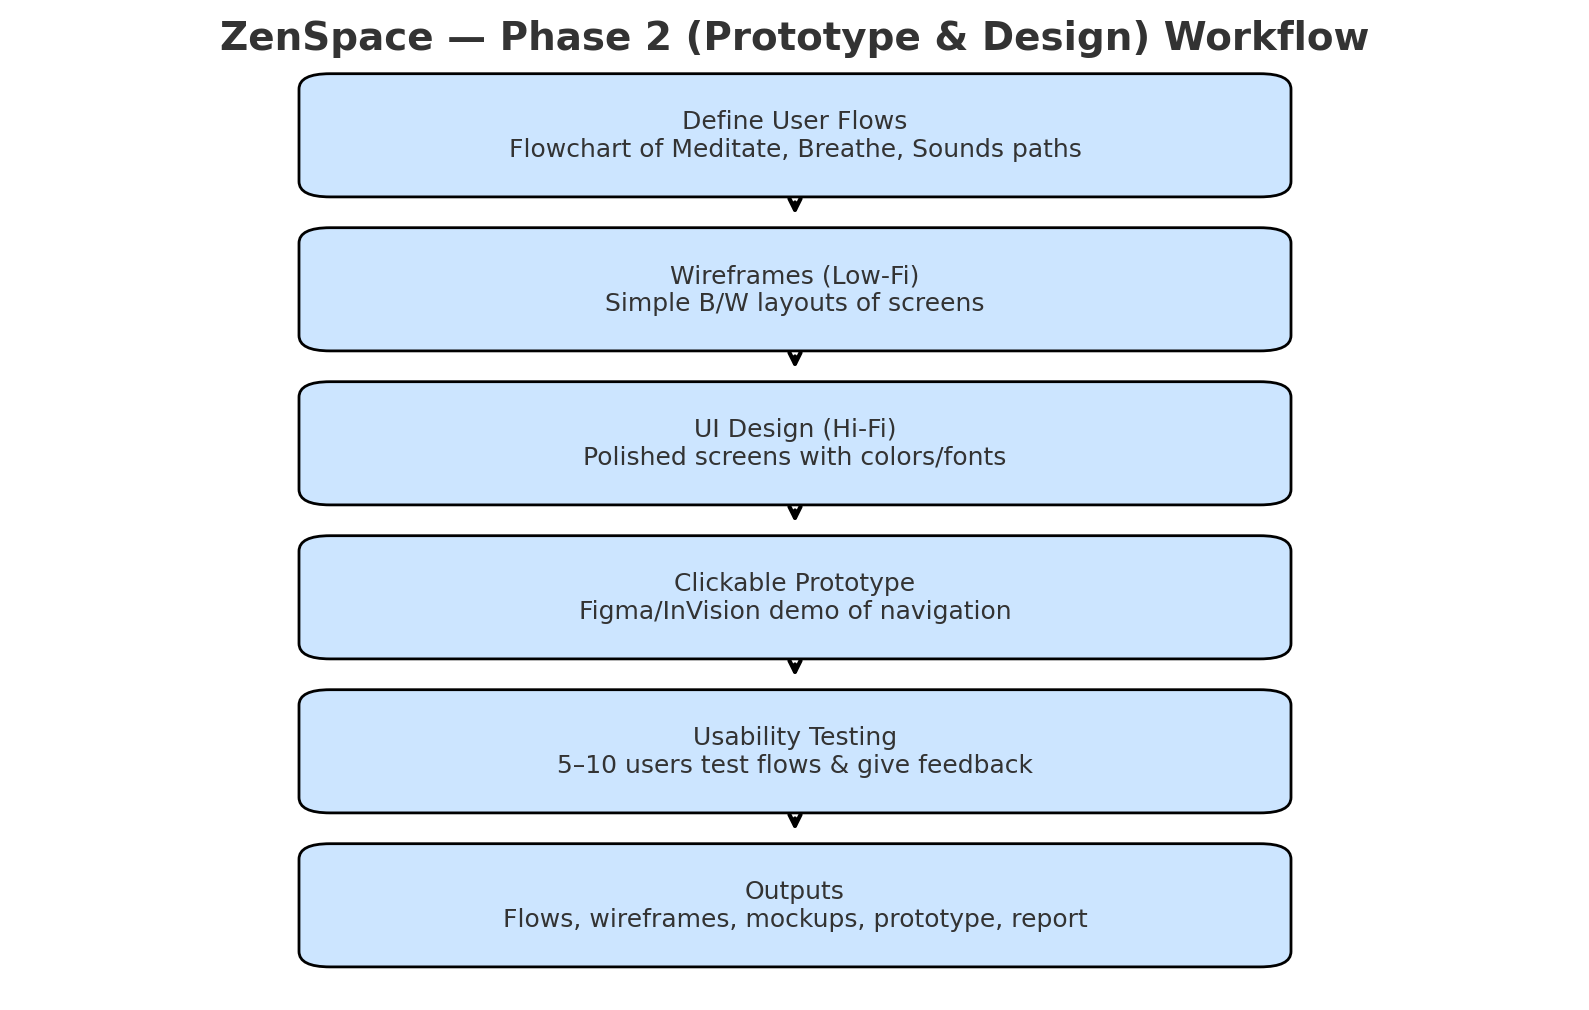 ZenSpace — Phase 2 (Prototype & Design) Workflow
Define User Flows
Flowchart of Meditate, Breathe, Sounds paths
Wireframes (Low-Fi)
Simple B/W layouts of screens
UI Design (Hi-Fi)
Polished screens with colors/fonts
Clickable Prototype
Figma/InVision demo of navigation
Usability Testing
5–10 users test flows & give feedback
Outputs
Flows, wireframes, mockups, prototype, report